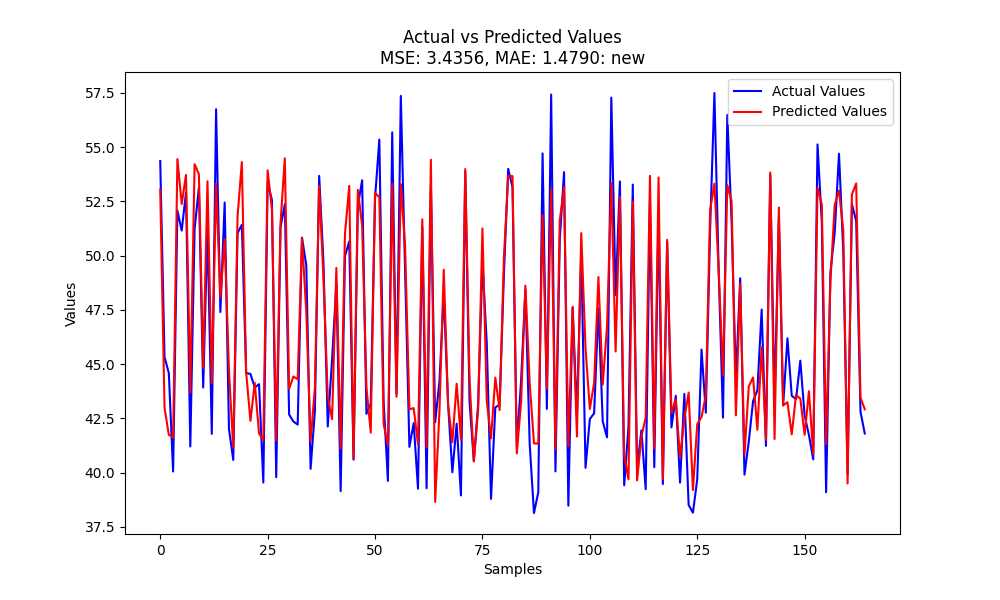 Actual vs Predicted Values
MSE: 3.4356, MAE: 1.4790: new
Actual Values
Predicted Values
57.5
55.0
52.5
50.0
47.5
45.0
42.5
40.0
37.5
Values
0 25 50 75 100 125 150
Samples